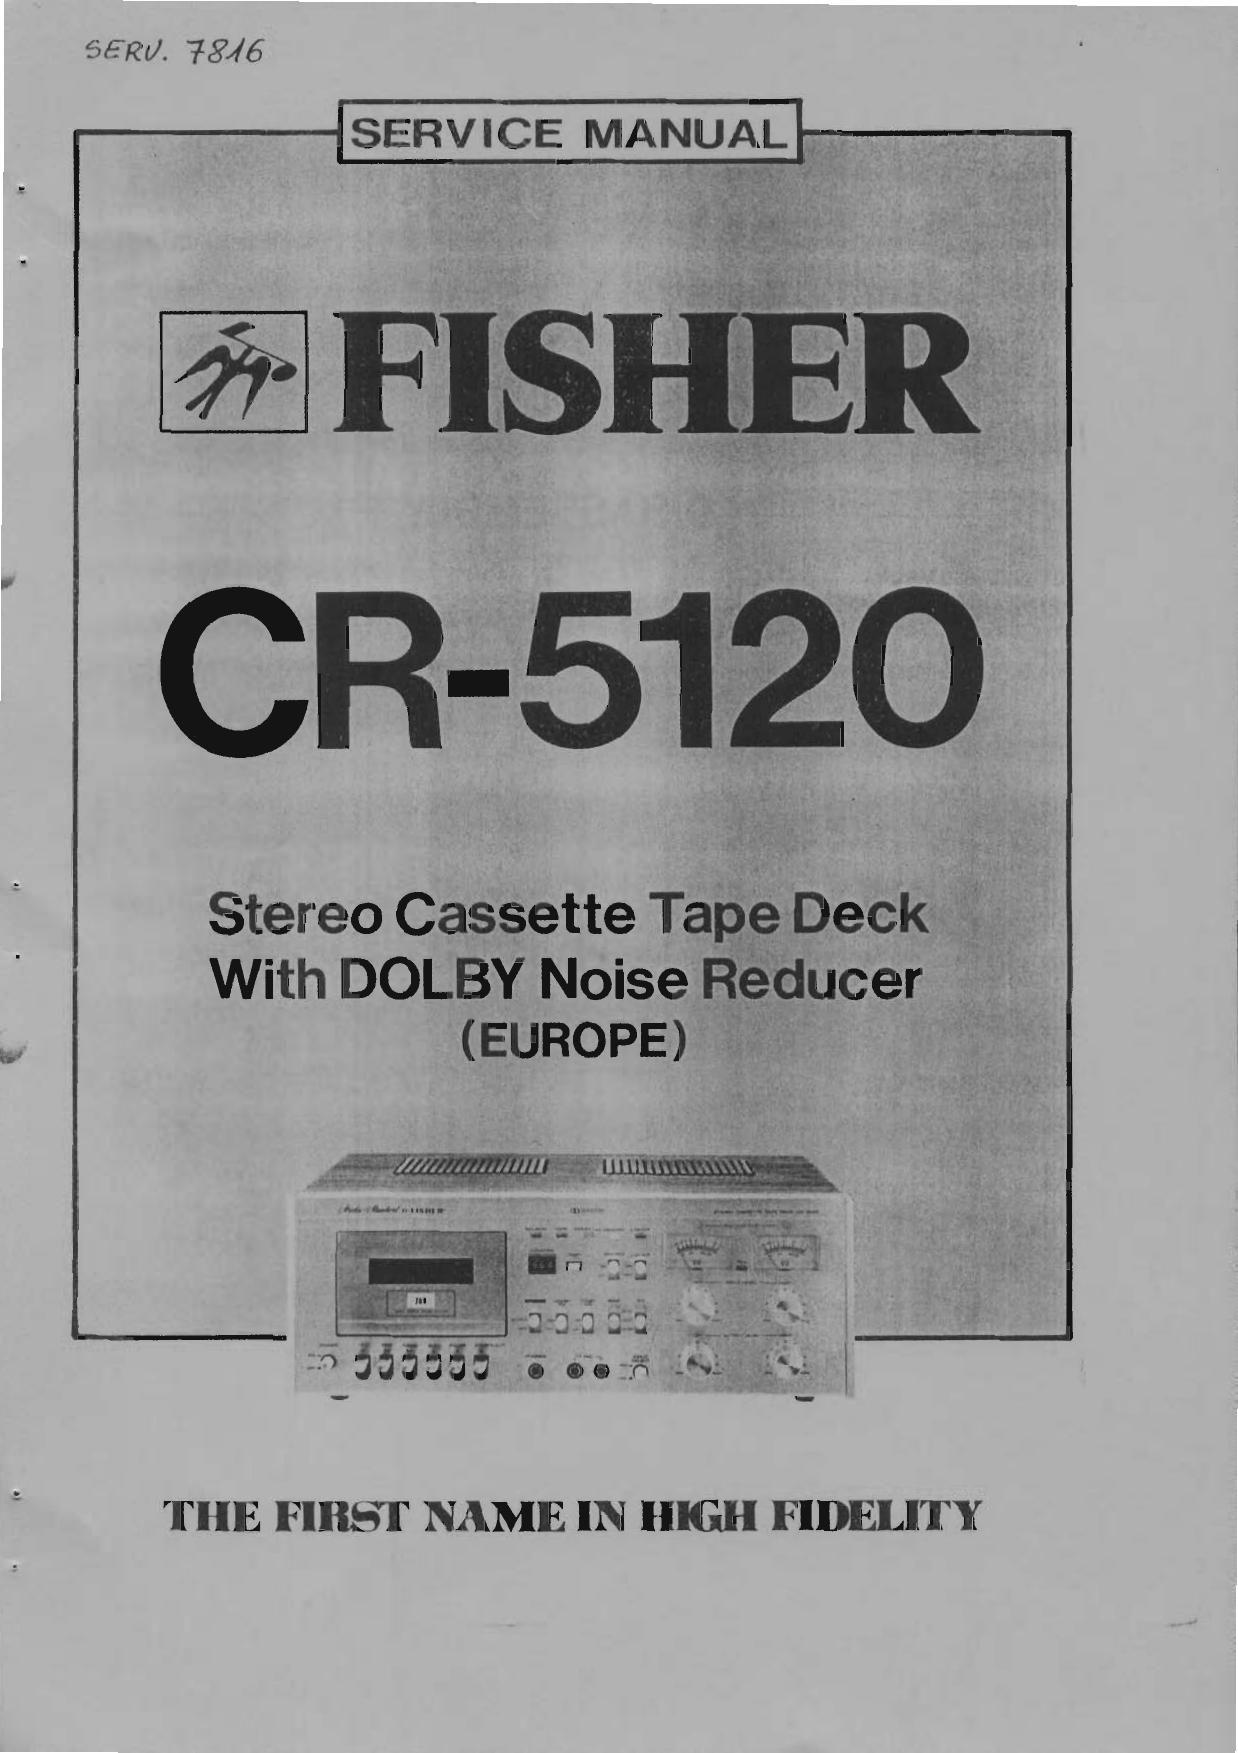 SERV. 7816
SERVICE MANUAL
FISHER
CR-5120
Stereo Cassette Tape Deck
With DOLBY Noise Reducer
(EUROPE)
THE FIRST NAME IN HIGH FIDELITY